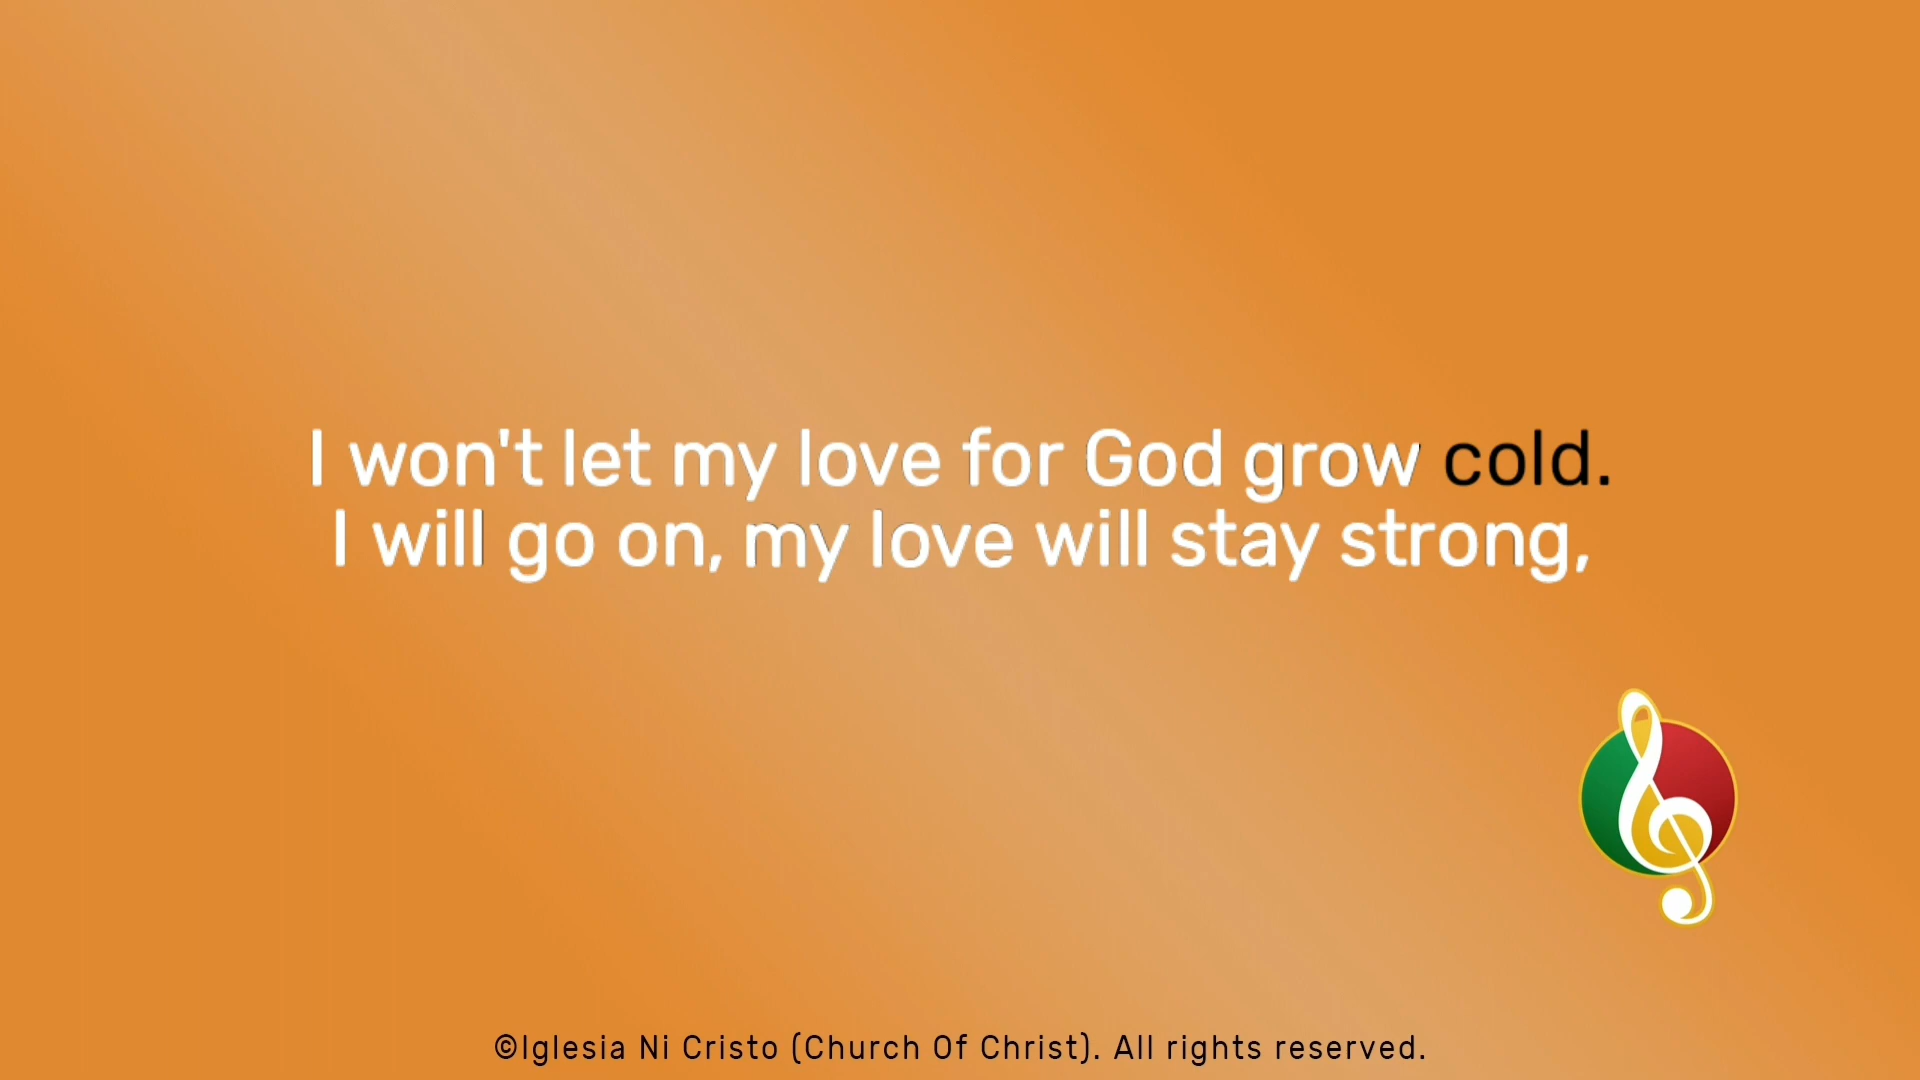 I won't let my love for God grow cold.
I will go on, my love will stay strong,
©Iglesia Ni Cristo (Church Of Christ). All rights reserved.